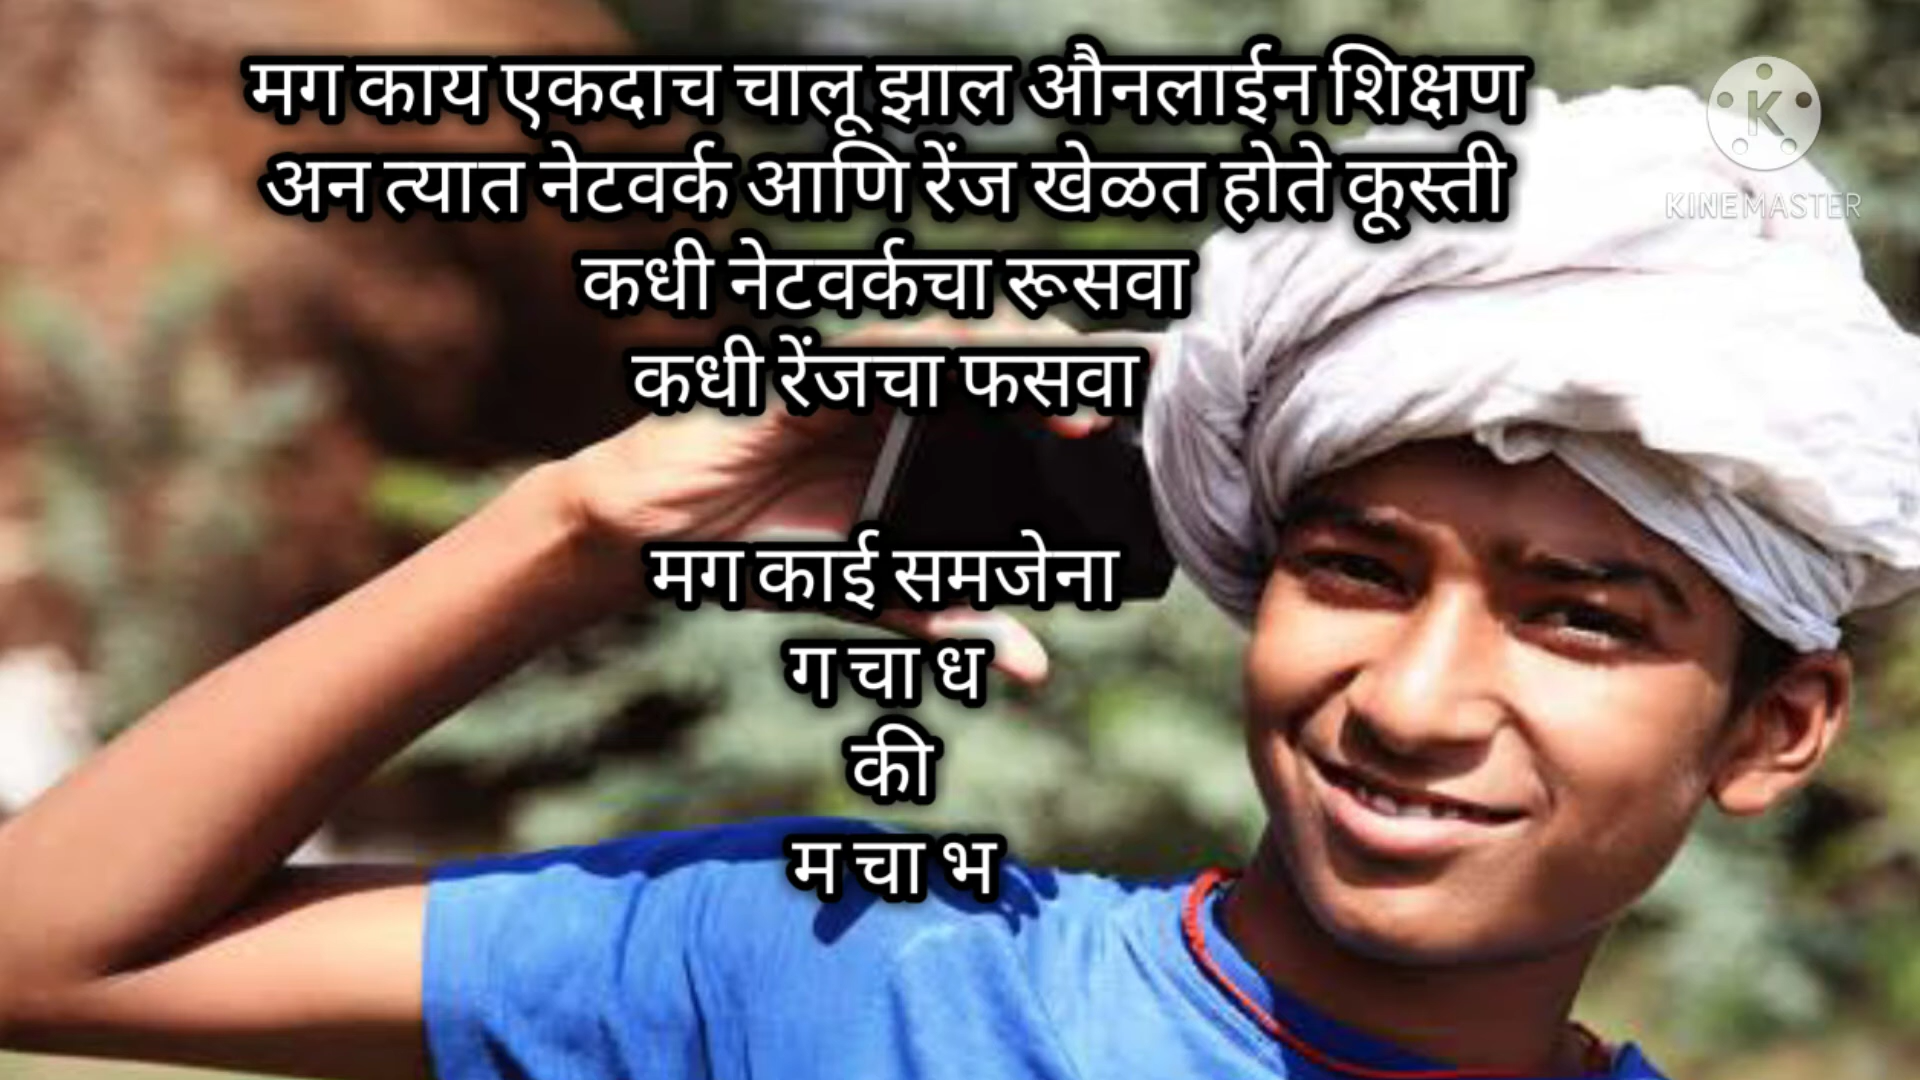 मग काय एकदाच चालू झाल औनलाईन शिक्षण
अन त्यात नेटवर्क आणि रेंज खेळत होते कूस्ती
कधी नेटवर्कचा रूसवा
कधी रेंजचा फसवा
मग काई समजेना
ग चा ध
की
म चा भ
K
KINEMASTER